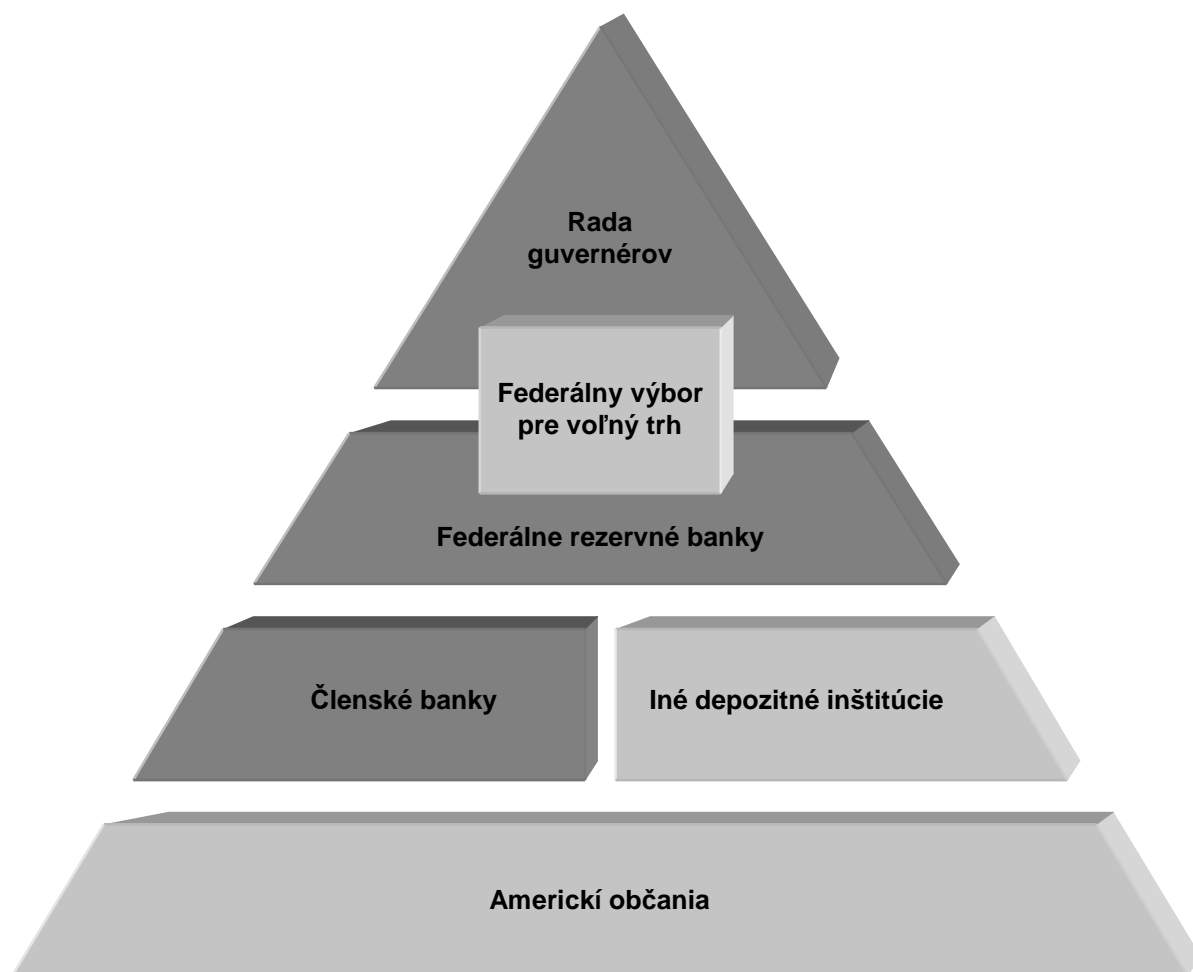 Rada
guvernérov
Federálny výbor
pre voľný trh
Federálne rezervné banky
Členské banky
Iné depozitné inštitúcie
Americkí občania